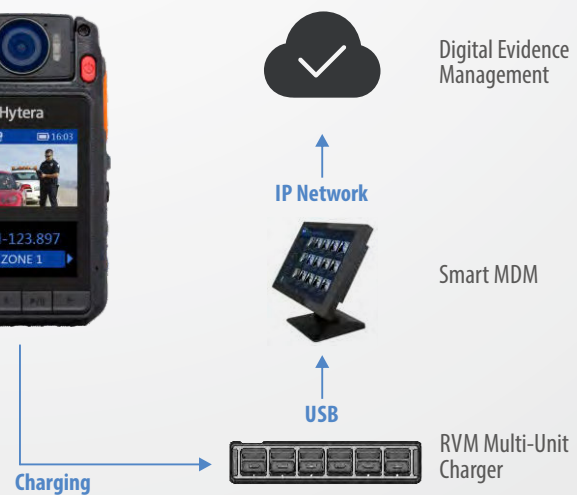 Hytera
16:03
-123.897
ZONE 1
Digital Evidence
Management
IP Network
Smart MDM
USB
RVM Multi-Unit
Charger
Charging